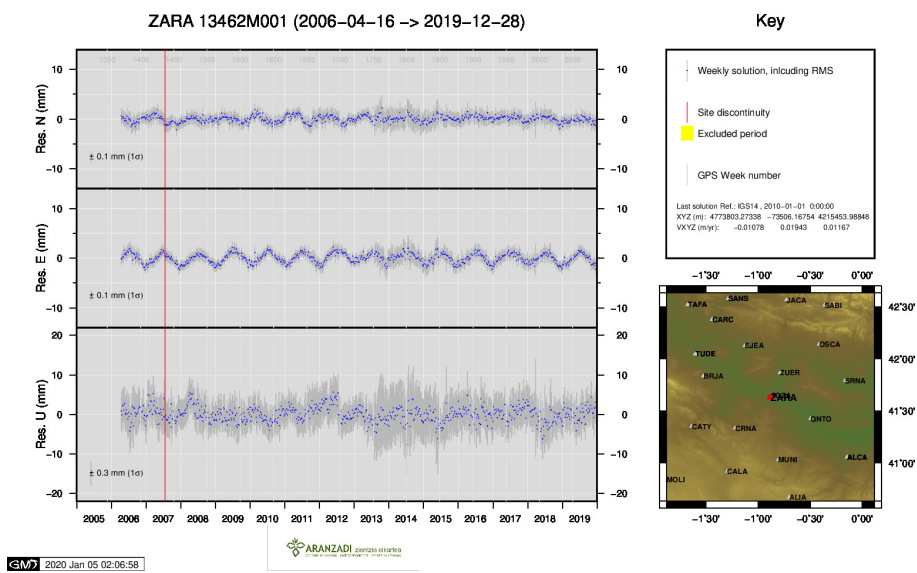 ZARA 13462M001 (2006−04−16 −> 2019−12−28)
1350 1400 1450 1500 1550 1600 1650 1700 1750 1800 1850 1900 1950 2000 2050
Res. N (mm)
10 10
0 0
−10 −10
± 0.1 mm (1σ)
Res. E (mm)
10 10
0 0
−10 −10
± 0.1 mm (1σ)
Res. U (mm)
20 20
10 10
0 0
−10 −10
−20 −20
± 0.3 mm (1σ)
2005 2006 2007 2008 2009 2010 2011 2012 2013 2014 2015 2016 2017 2018 2019
Key
Weekly solution, inlcuding RMS
Site discontinuity
Excluded period
GPS Week number
Last solution Ref.: IGS14 , 2010−01−01 0:00:00
XYZ (m): 4773803.27338 −73506.16754 4215453.98848
VXYZ (m/yr): −0.01078 0.01943 0.01167
−1°30' −1°00' −0°30' 0°00'
TAFA SANS JACA SABI
42°30'
CARC
EJEA OSCA
TUDE
42°00'
BRJA ZUER SRNA
ZARA
41°30'
CATY CRNA QNTO
MUNI ALCA
41°00'
CALA
MOLI
ALIA
−1°30' −1°00' −0°30' 0°00'
ARANZADI zientzia elkartea
GMT 2020 Jan 05 02:06:58